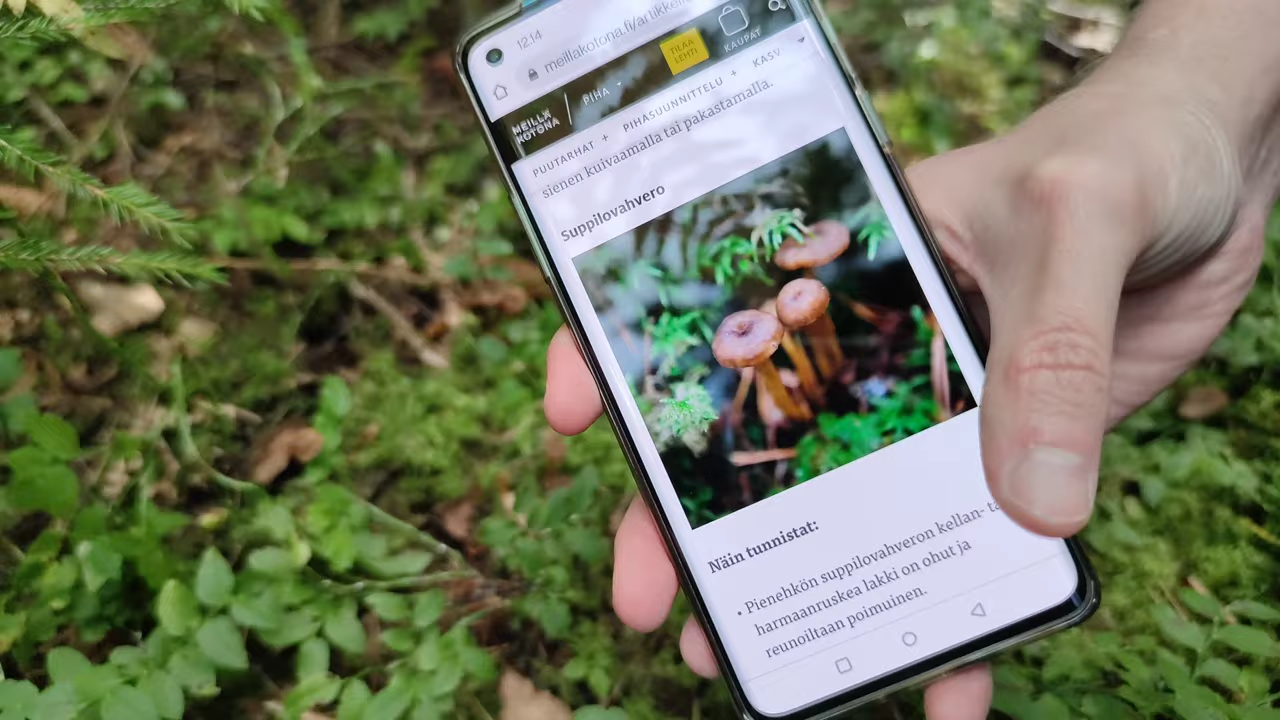 12.14
meillakotona.fi/artikkeli
MEILLÄ
KOTONA
PIHA
TILAA
LEHTI
KAUPAT
PUUTARHAT + PIHASUUNNITTELU + KASV
sienen kuivaamalla tai pakastamalla.
Suppilovahvero
Näin tunnistat:
• Pienehkön suppilovahveron kellan- ta
harmaanruskea lakki on ohut ja
reunoiltaan poimuinen.